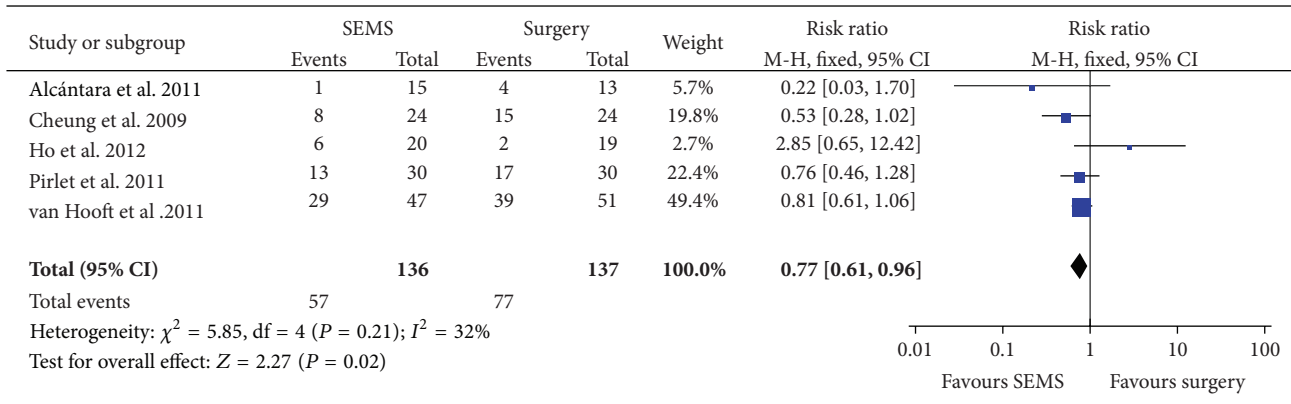 SEMS Surgery Risk ratio Risk ratio
Study or subgroup Weight
Events Total Events Total M-H, fixed, 95% CI M-H, fixed, 95% CI
Alcántara et al. 2011 1 15 4 13 5.7% 0.22 [0.03, 1.70]
Cheung et al. 2009 8 24 15 24 19.8% 0.53 [0.28, 1.02]
Ho et al. 2012 6 20 2 19 2.7% 2.85 [0.65, 12.42]
Pirlet et al. 2011 13 30 17 30 22.4% 0.76 [0.46, 1.28]
van Hooft et al .2011 29 47 39 51 49.4% 0.81 [0.61, 1.06]
Total (95% CI) 136 137 100.0% 0.77 [0.61, 0.96]
Total events 57 77
Heterogeneity: χ² = 5.85, df = 4 (P = 0.21); I² = 32%
Test for overall effect: Z = 2.27 (P = 0.02)
0.01 0.1 1 10 100
Favours SEMS Favours surgery